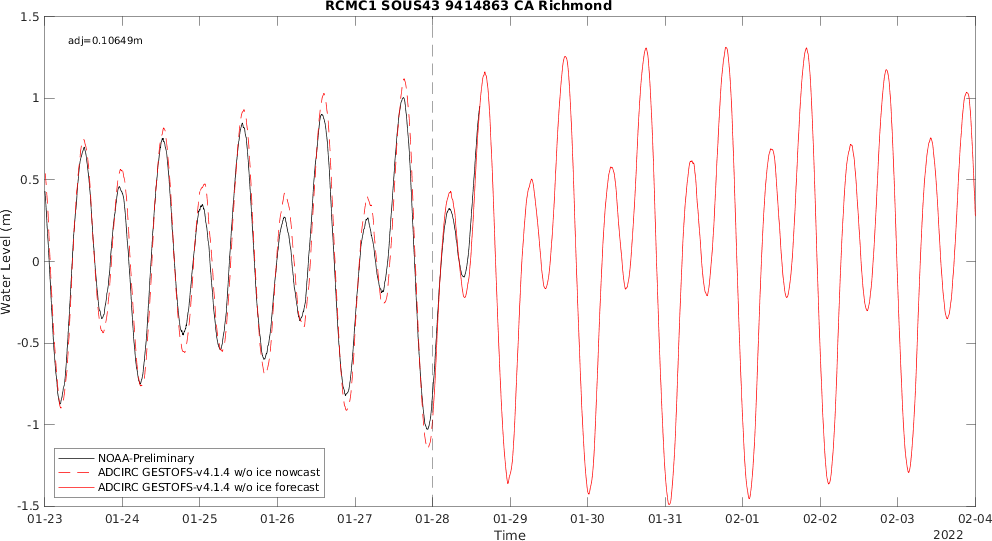 RCMC1 SOUS43 9414863 CA Richmond
adj=0.10649m
1.5
1
0.5
0
-0.5
-1
-1.5
Water Level (m)
NOAA-Preliminary
ADCIRC GESTOFS-v4.1.4 w/o ice nowcast
ADCIRC GESTOFS-v4.1.4 w/o ice forecast
01-23 01-24 01-25 01-26 01-27 01-28 01-29 01-30 01-31 02-01 02-02 02-03 02-04
Time
2022